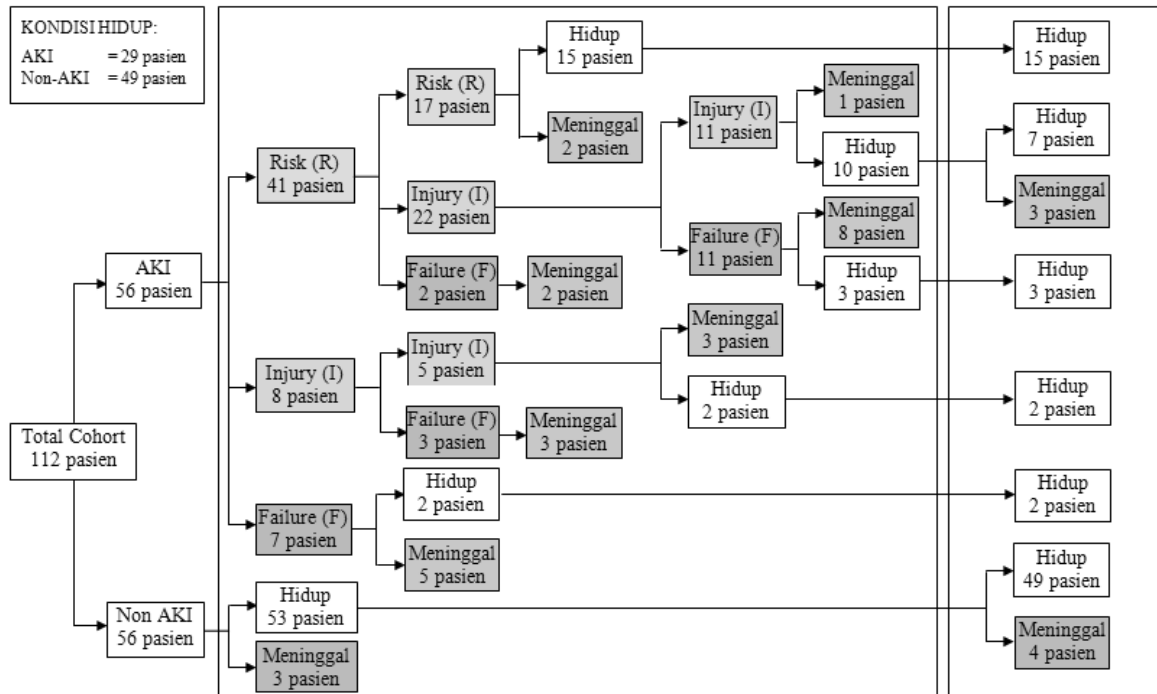 KONDISI HIDUP:
AKI = 29 pasien
Non-AKI = 49 pasien
Total Cohort
112 pasien
AKI
56 pasien
Non AKI
56 pasien
Risk (R)
41 pasien
Injury (I)
8 pasien
Failure (F)
7 pasien
Hidup
53 pasien
Meninggal
3 pasien
Risk (R)
17 pasien
Injury (I)
22 pasien
Failure (F)
2 pasien
Injury (I)
5 pasien
Failure (F)
3 pasien
Hidup
2 pasien
Meninggal
5 pasien
Hidup
15 pasien
Meninggal
2 pasien
Meninggal
2 pasien
Meninggal
3 pasien
Injury (I)
11 pasien
Failure (F)
11 pasien
Meninggal
3 pasien
Hidup
2 pasien
Meninggal
1 pasien
Hidup
10 pasien
Meninggal
8 pasien
Hidup
3 pasien
Hidup
15 pasien
Hidup
7 pasien
Meninggal
3 pasien
Hidup
3 pasien
Hidup
2 pasien
Hidup
2 pasien
Hidup
49 pasien
Meninggal
4 pasien